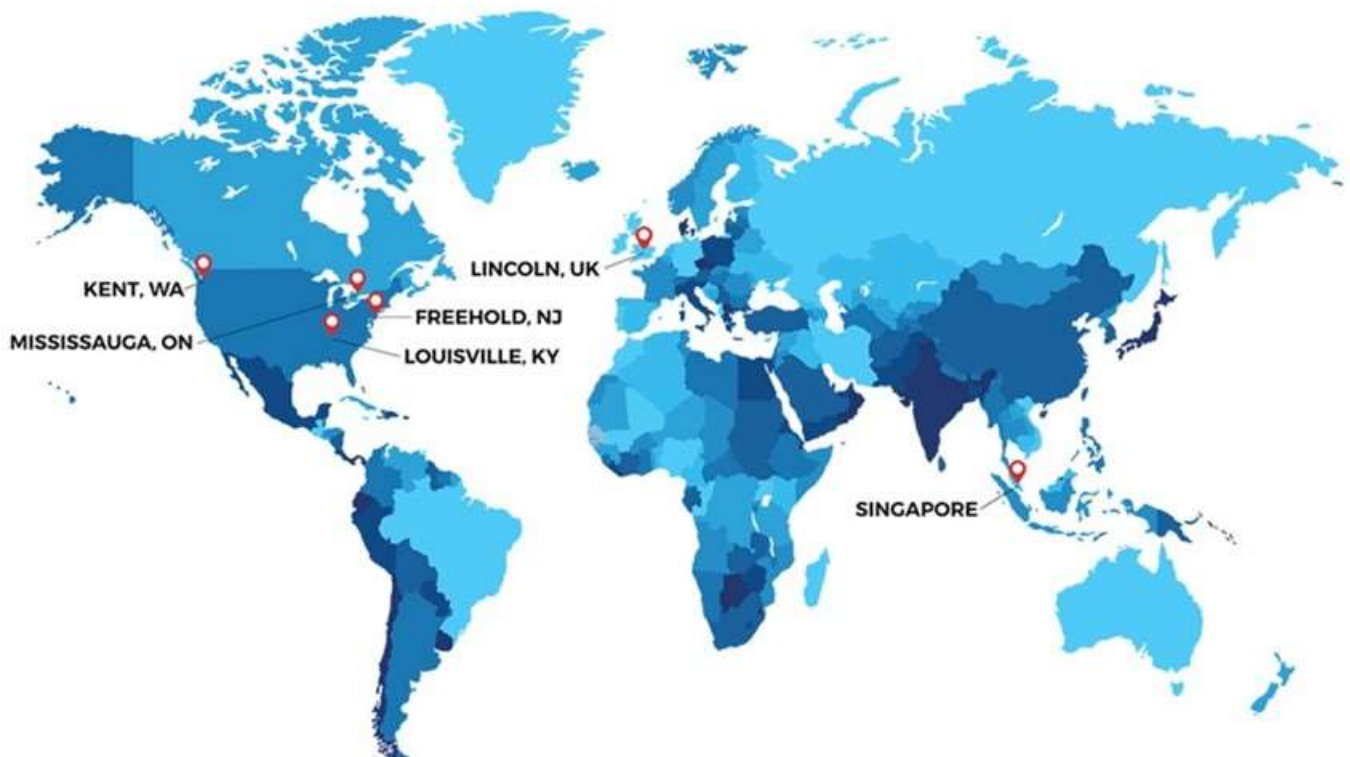 LINCOLN, UK
KENT, WA
FREEHOLD, NJ
MISSISSAUGA, ON
LOUISVILLE, KY
SINGAPORE